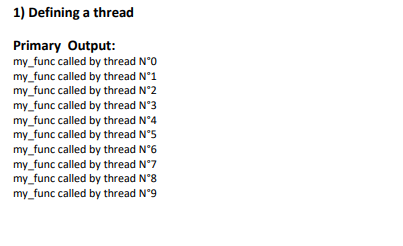 1) Defining a thread
Primary Output:
my_func called by thread N°0
my_func called by thread N°1
my_func called by thread N°2
my_func called by thread N°3
my_func called by thread N°4
my_func called by thread N°5
my_func called by thread N°6
my_func called by thread N°7
my_func called by thread N°8
my_func called by thread N°9